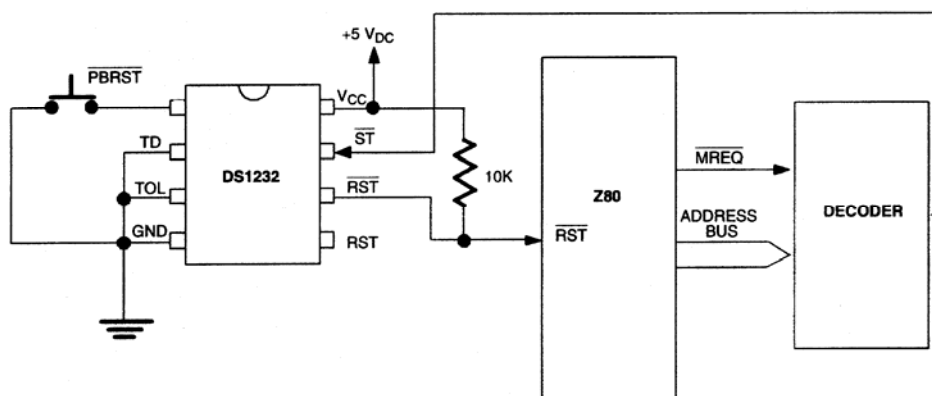 +5 VDC
PBRST
VCC
TD
ST
DS1232
TOL
RST
10K
GND
RST
RST
Z80
MREQ
ADDRESS
BUS
DECODER